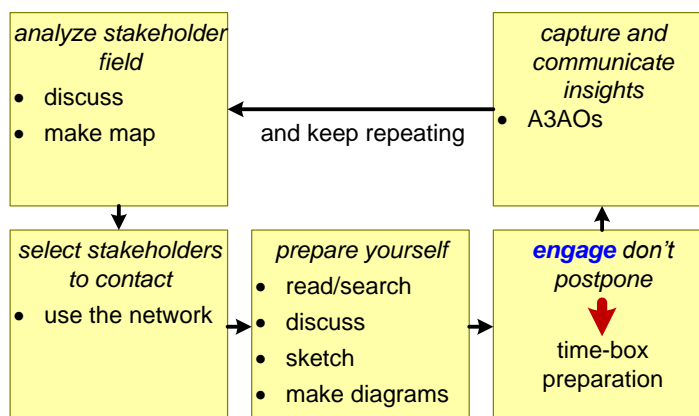 analyze stakeholder
field
• discuss
• make map
capture and
communicate
insights
• A3AOs
and keep repeating
select stakeholders
to contact
• use the network
prepare yourself
• read/search
• discuss
• sketch
• make diagrams
engage don't
postpone
time-box
preparation